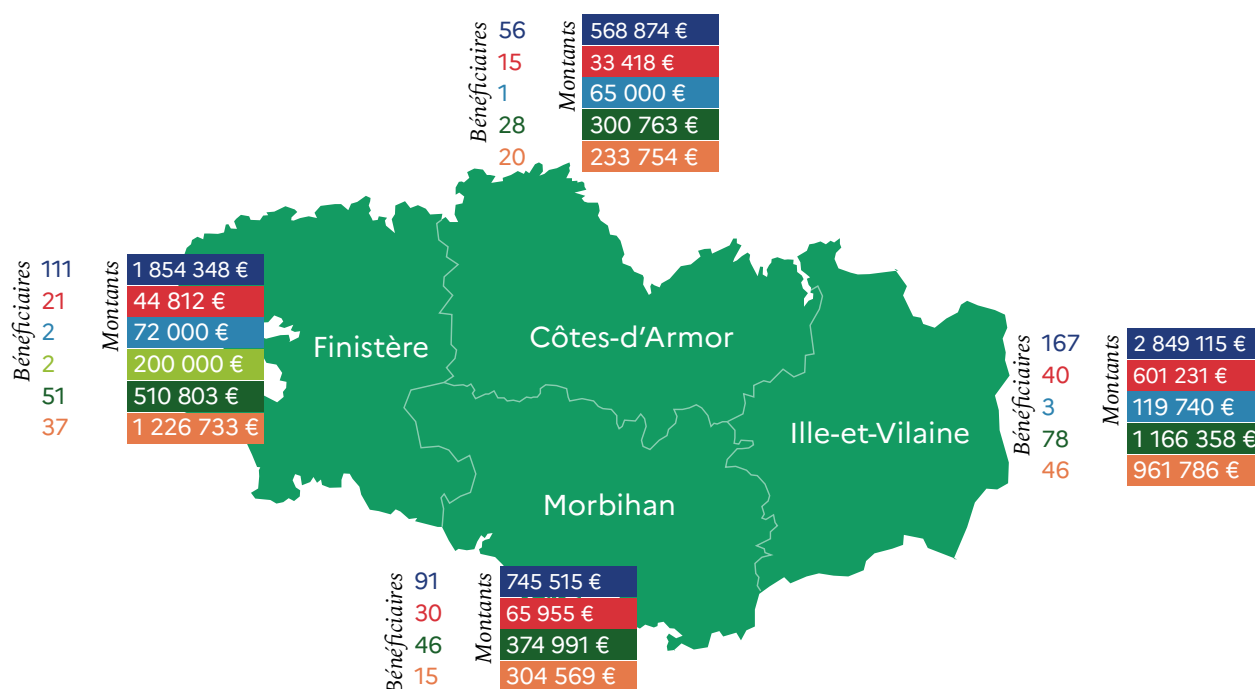 Bénéficiaires
56
15
1
28
20
Montants
568 874 €
33 418 €
65 000 €
300 763 €
233 754 €
Bénéficiaires
111
21
2
2
51
37
Montants
1 854 348 €
44 812 €
72 000 €
200 000 €
510 803 €
1 226 733 €
Finistère
Côtes-d'Armor
Ille-et-Vilaine
Morbihan
Bénéficiaires
167
40
3
78
46
Montants
2 849 115 €
601 231 €
119 740 €
1 166 358 €
961 786 €
Bénéficiaires
91
30
46
15
Montants
745 515 €
65 955 €
374 991 €
304 569 €